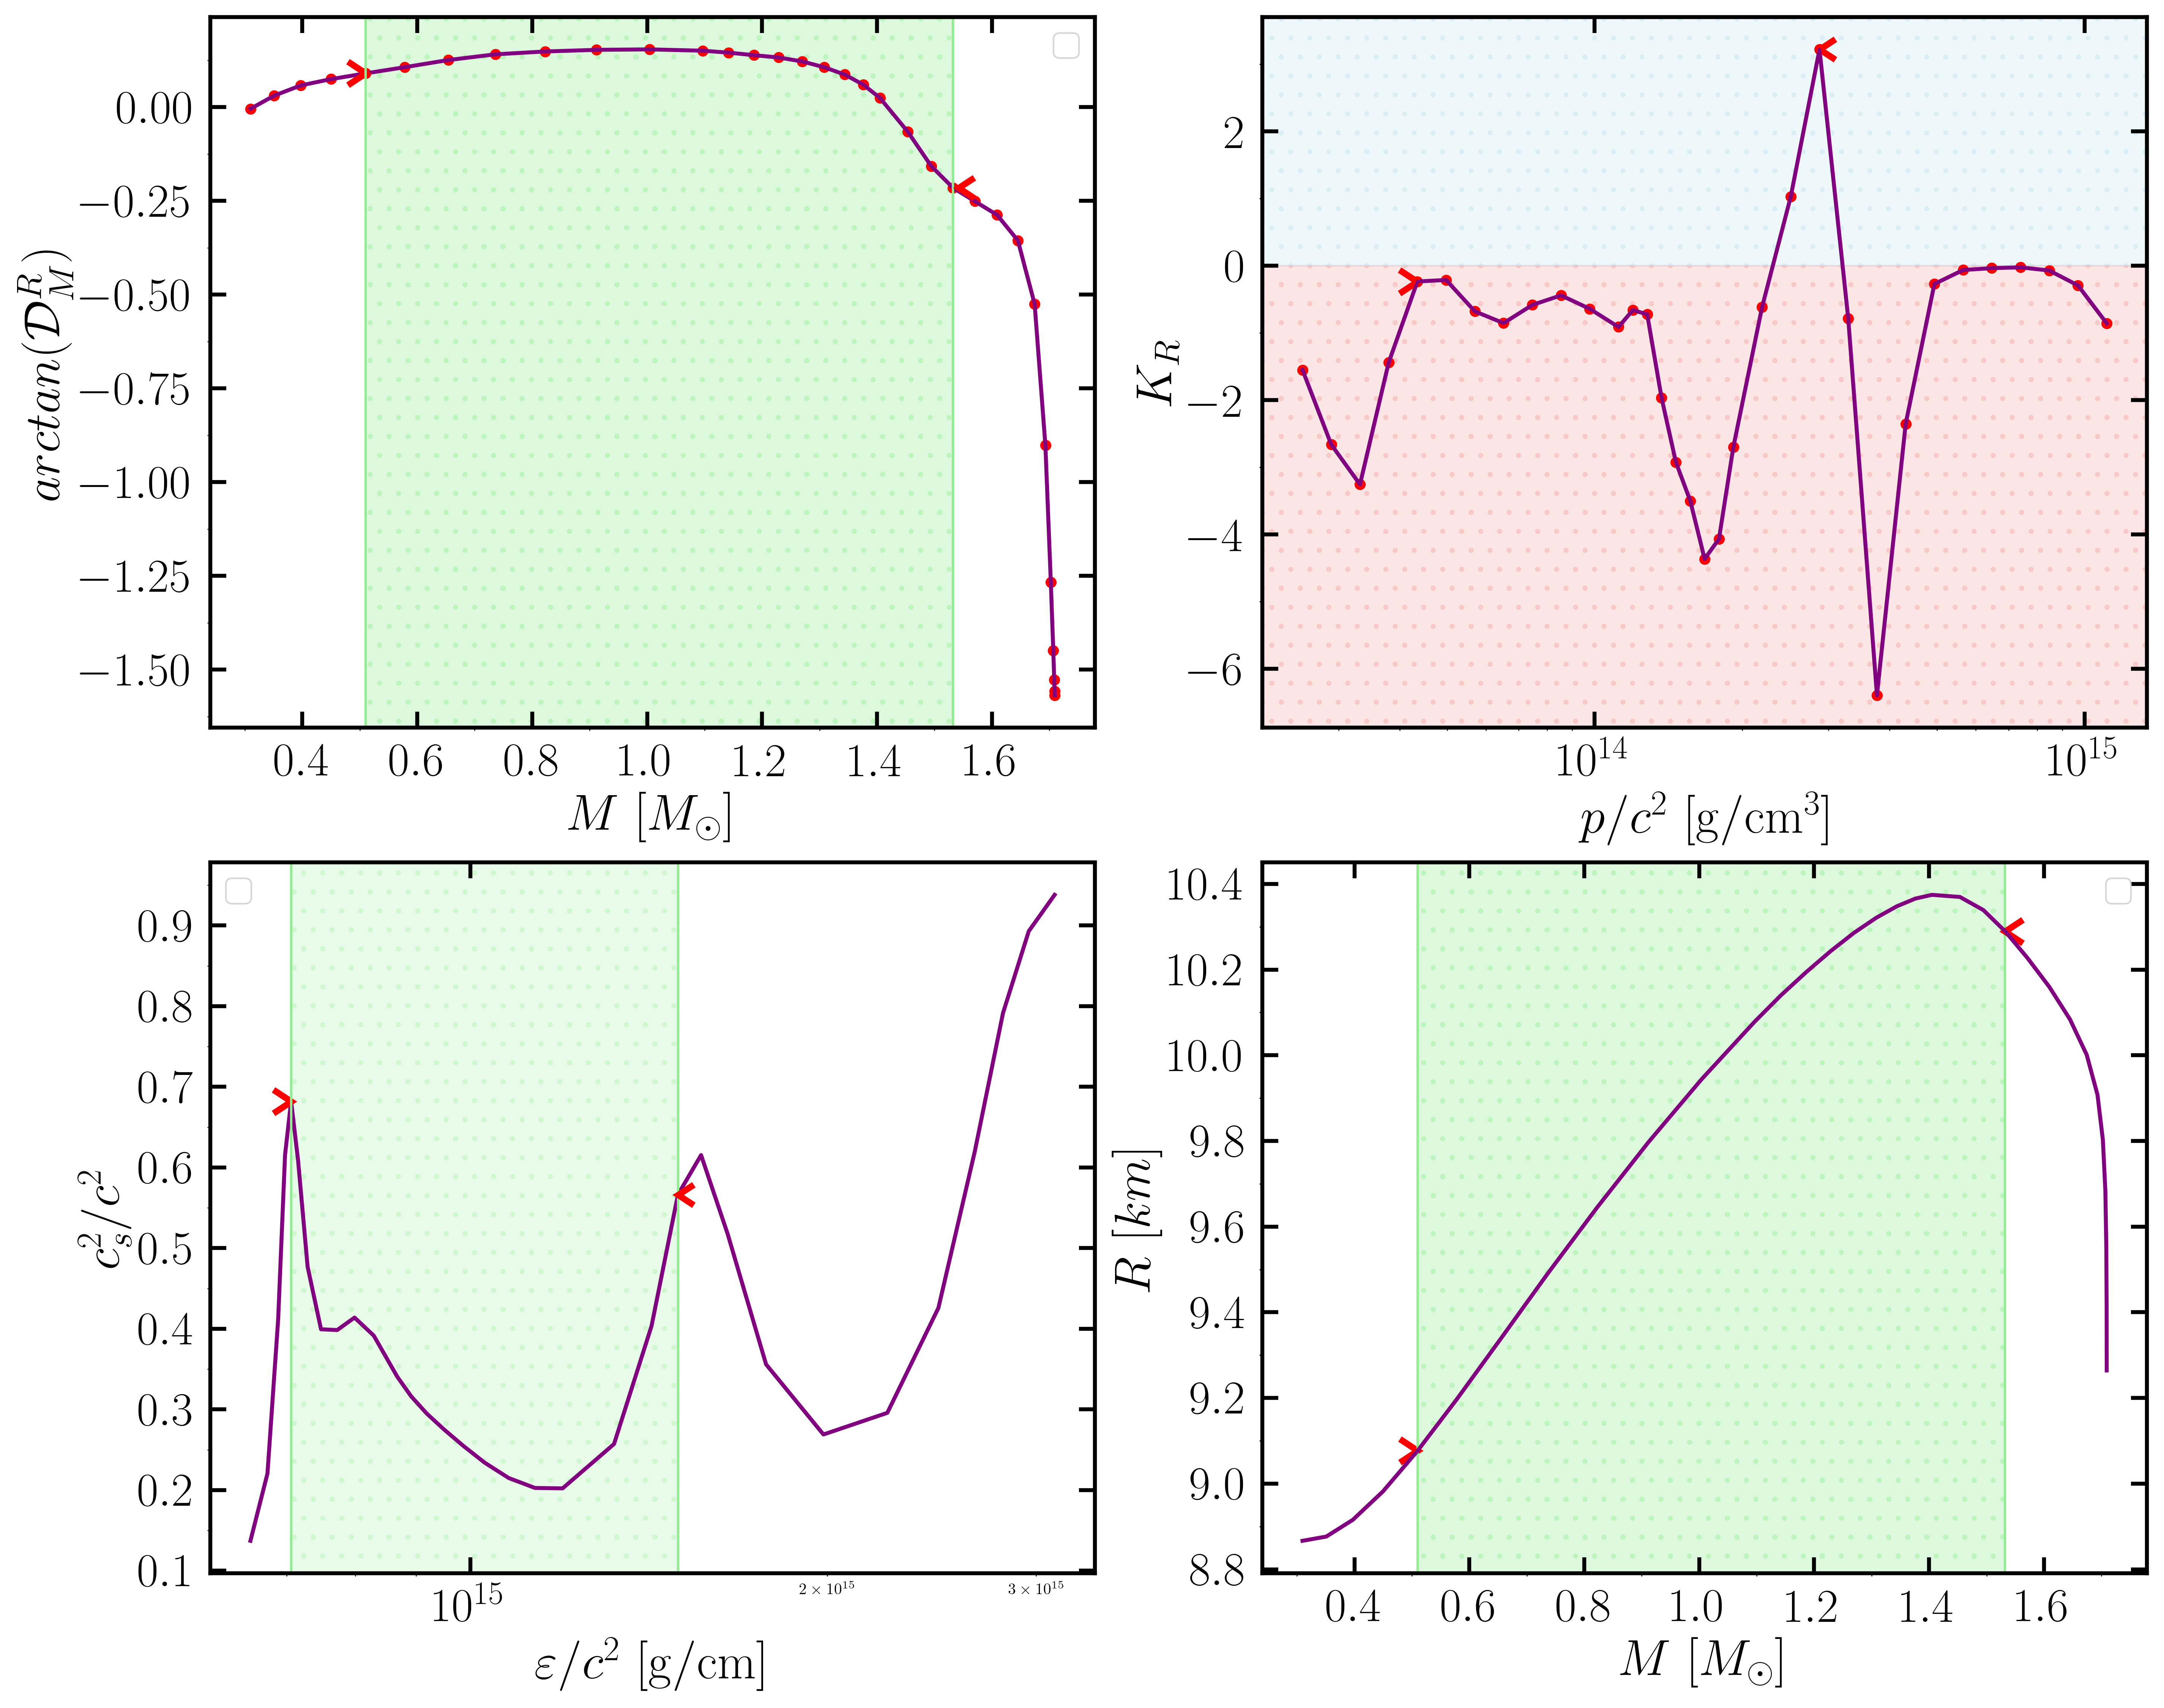 0.00
−0.25
−0.50
−0.75
−1.00
−1.25
−1.50
arctan(𝒟_M^R)
0.4 0.6 0.8 1.0 1.2 1.4 1.6
M [M_⊙]
2
0
−2
−4
−6
K_R
10^14 10^15
p/c^2 [g/cm^3]
0.9
0.8
0.7
0.6
0.5
0.4
0.3
0.2
0.1
c_s^2/c^2
10^15 2 × 10^15 3 × 10^15
ε/c^2 [g/cm]
10.4
10.2
10.0
9.8
9.6
9.4
9.2
9.0
8.8
R [km]
0.4 0.6 0.8 1.0 1.2 1.4 1.6
M [M_⊙]